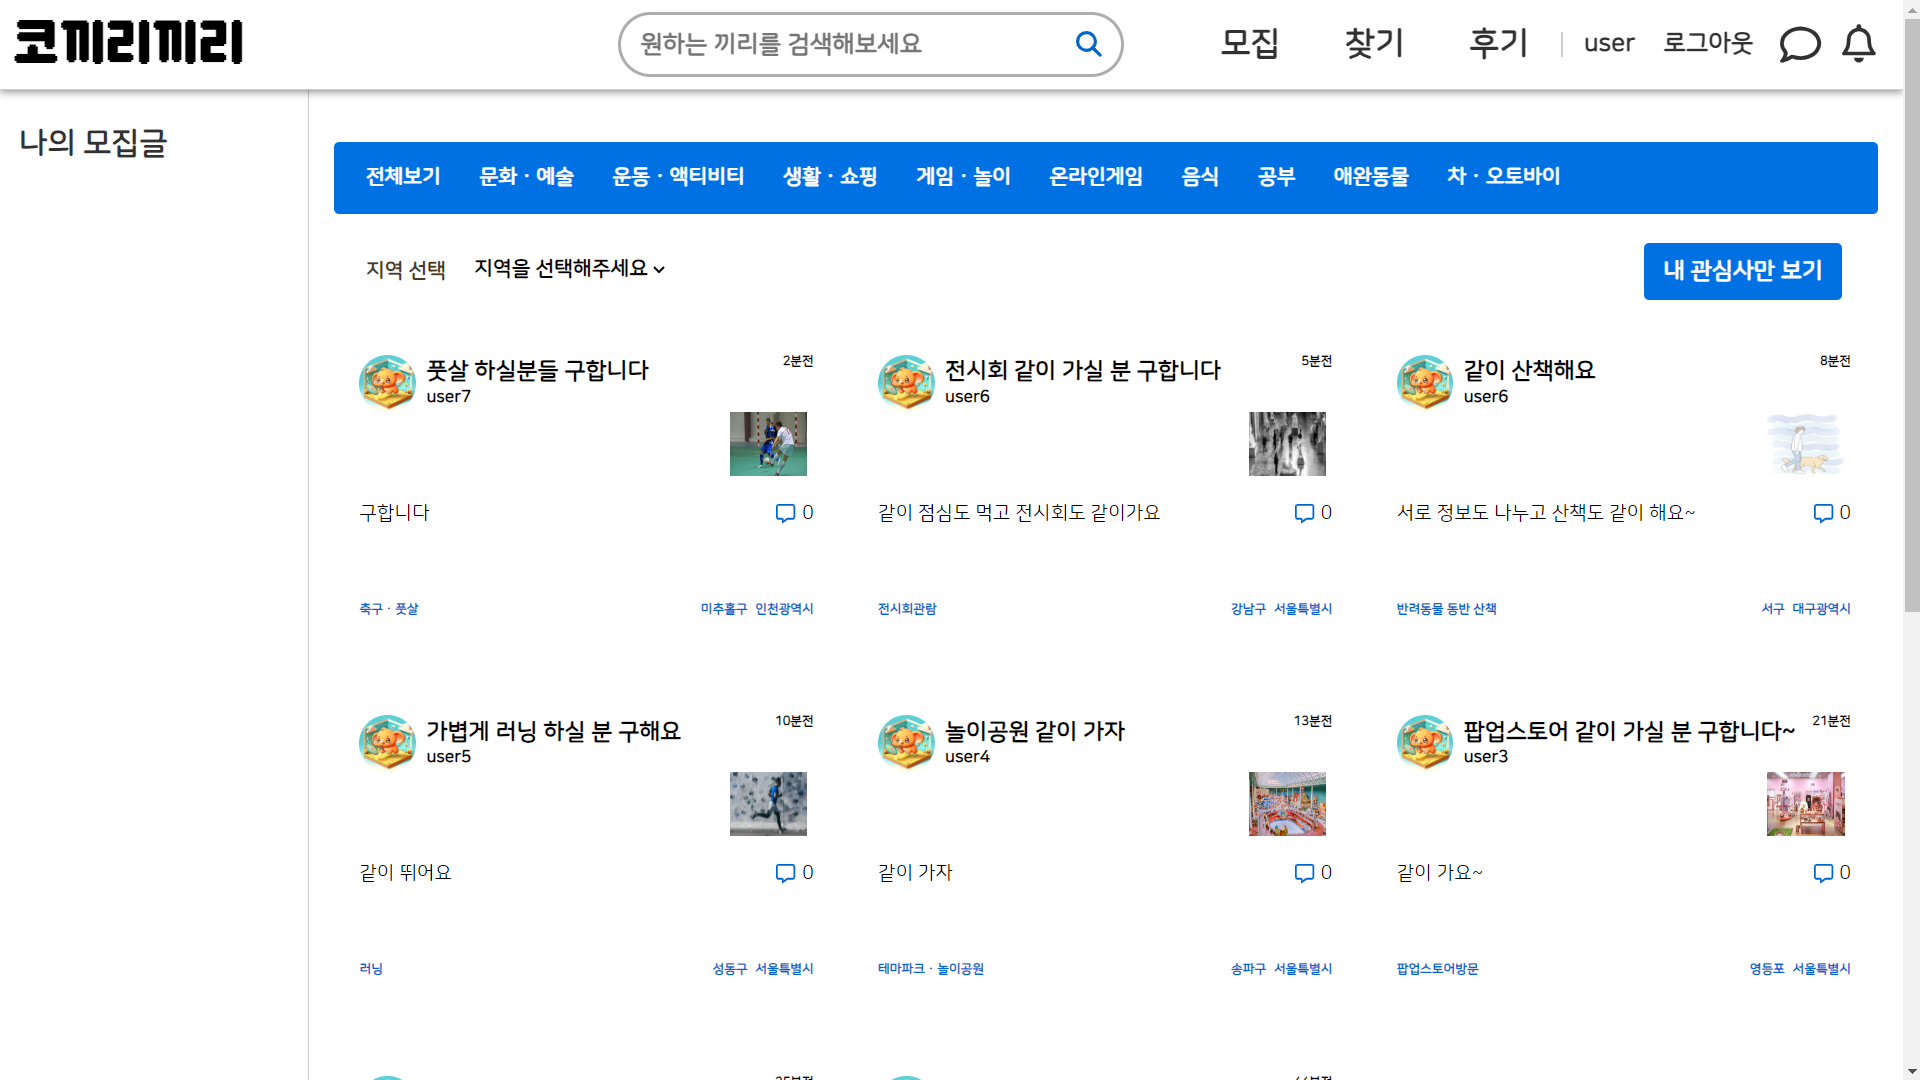 코끼리끼리
원하는 끼리를 검색해보세요
모집 찾기 후기 user 로그아웃
나의 모집글
전체보기 문화 · 예술 운동 · 액티비티 생활 · 쇼핑 게임 · 놀이 온라인게임 음식 공부 애완동물 차 · 오토바이
지역 선택 지역을 선택해주세요
내 관심사만 보기
풋살 하실분들 구합니다 2분전
user7
구합니다 0
축구 · 풋살 미추홀구 인천광역시
전시회 같이 가실 분 구합니다 5분전
user6
같이 점심도 먹고 전시회도 같이가요 0
전시회관람 강남구 서울특별시
같이 산책해요 8분전
user6
서로 정보도 나누고 산책도 같이 해요~ 0
반려동물 동반 산책 서구 대구광역시
가볍게 러닝 하실 분 구해요 10분전
user5
같이 뛰어요 0
러닝 성동구 서울특별시
놀이공원 같이 가자 13분전
user4
같이 가자 0
테마파크 · 놀이공원 송파구 서울특별시
팝업스토어 같이 가실 분 구합니다~ 21분전
user3
같이 가요~ 0
팝업스토어방문 영등포 서울특별시